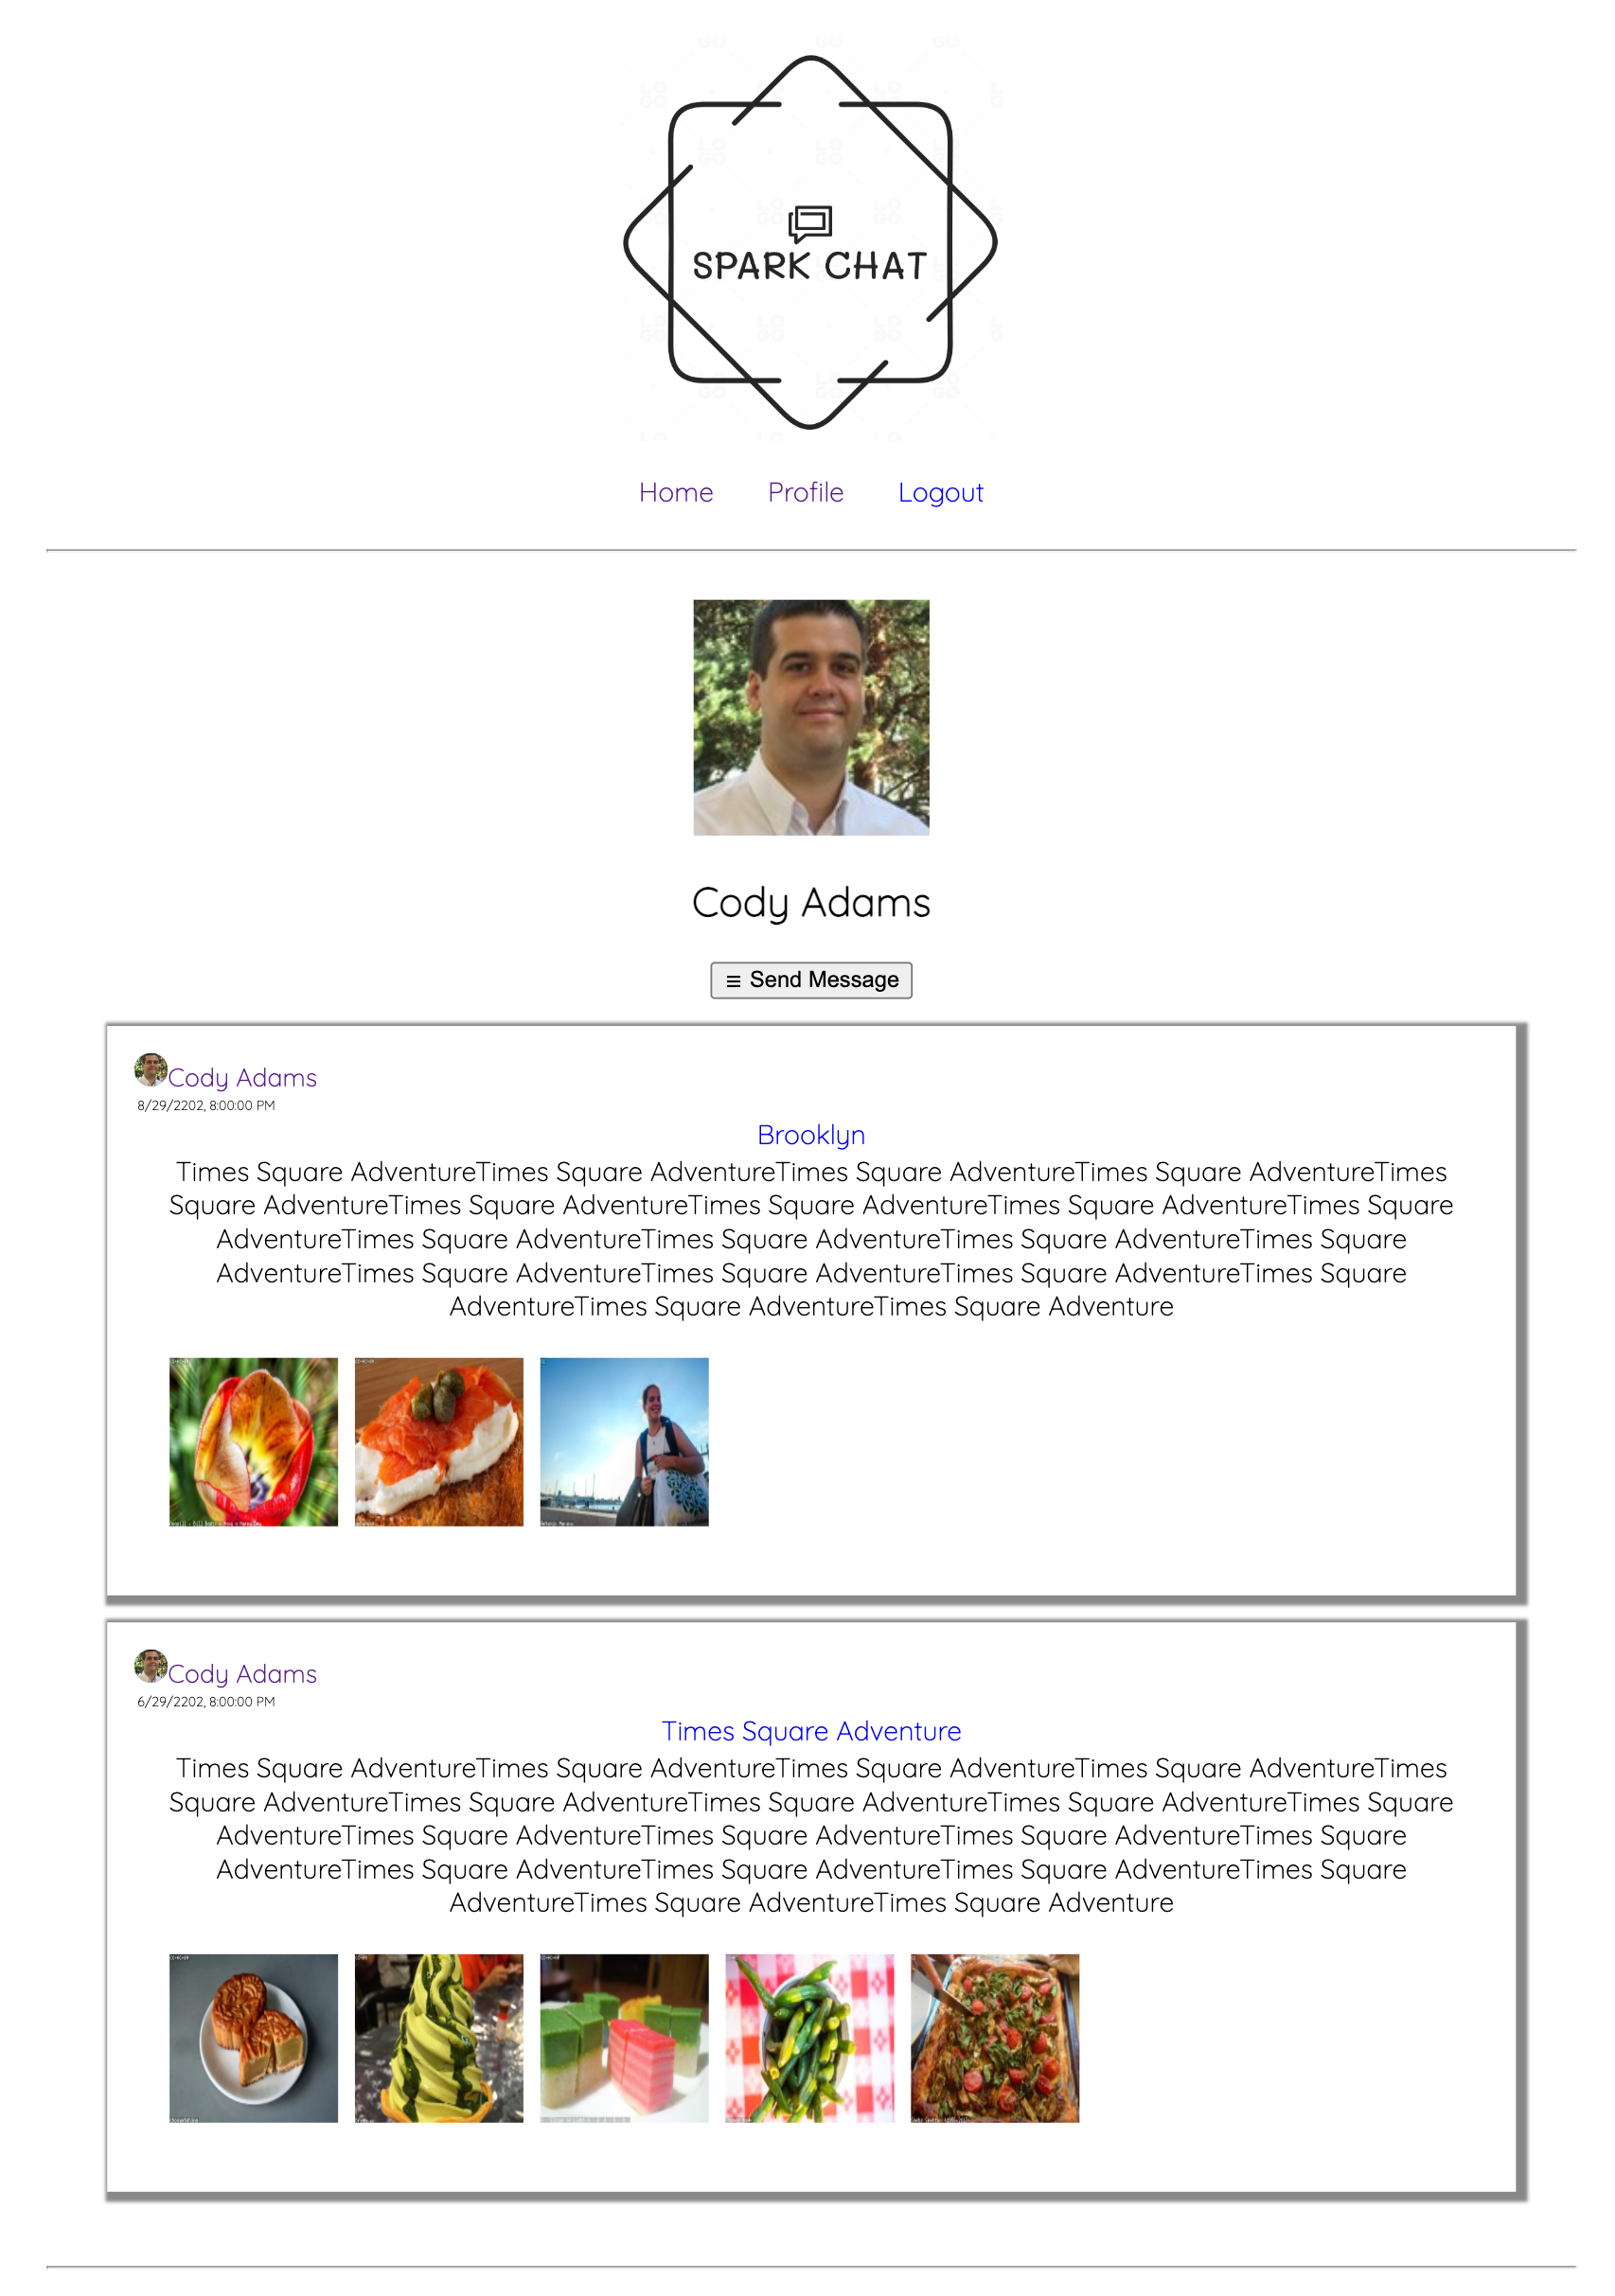 SPARK CHAT
Home Profile Logout
Cody Adams
≡ Send Message
Cody Adams
8/29/2202, 8:00:00 PM
Brooklyn
Times Square AdventureTimes Square AdventureTimes Square AdventureTimes Square AdventureTimes
Square AdventureTimes Square AdventureTimes Square AdventureTimes Square AdventureTimes Square
AdventureTimes Square AdventureTimes Square AdventureTimes Square AdventureTimes Square
AdventureTimes Square AdventureTimes Square AdventureTimes Square AdventureTimes Square
AdventureTimes Square AdventureTimes Square Adventure
Cody Adams
6/29/2202, 8:00:00 PM
Times Square Adventure
Times Square AdventureTimes Square AdventureTimes Square AdventureTimes Square AdventureTimes
Square AdventureTimes Square AdventureTimes Square AdventureTimes Square AdventureTimes Square
AdventureTimes Square AdventureTimes Square AdventureTimes Square AdventureTimes Square
AdventureTimes Square AdventureTimes Square AdventureTimes Square AdventureTimes Square
AdventureTimes Square AdventureTimes Square Adventure